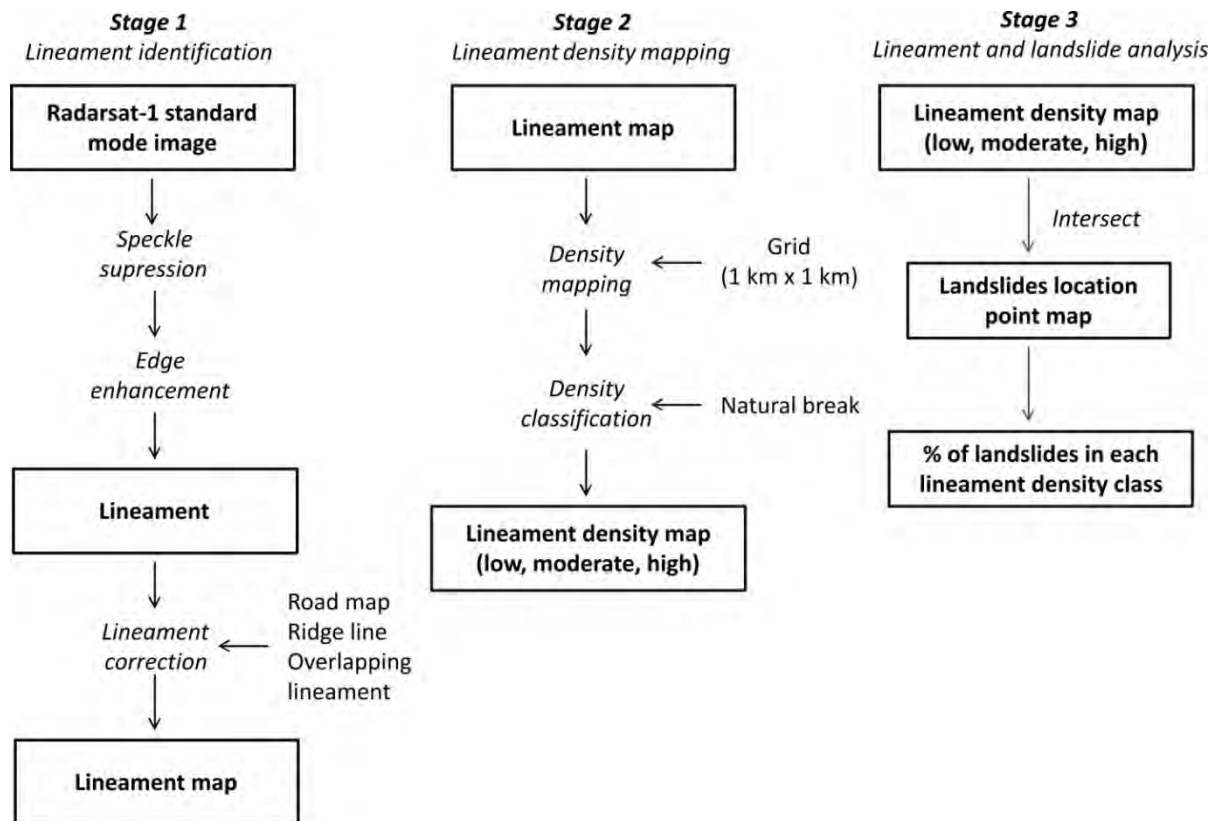 Stage 1
Lineament identification
Radarsat-1 standard
mode image
Speckle
supression
Edge
enhancement
Lineament
Lineament
correction
Road map
Ridge line
Overlapping
lineament
Lineament map
Stage 2
Lineament density mapping
Lineament map
Density
mapping
Grid
(1 km x 1 km)
Density
classification
Natural break
Lineament density map
(low, moderate, high)
Stage 3
Lineament and landslide analysis
Lineament density map
(low, moderate, high)
Intersect
Landslides location
point map
% of landslides in each
lineament density class